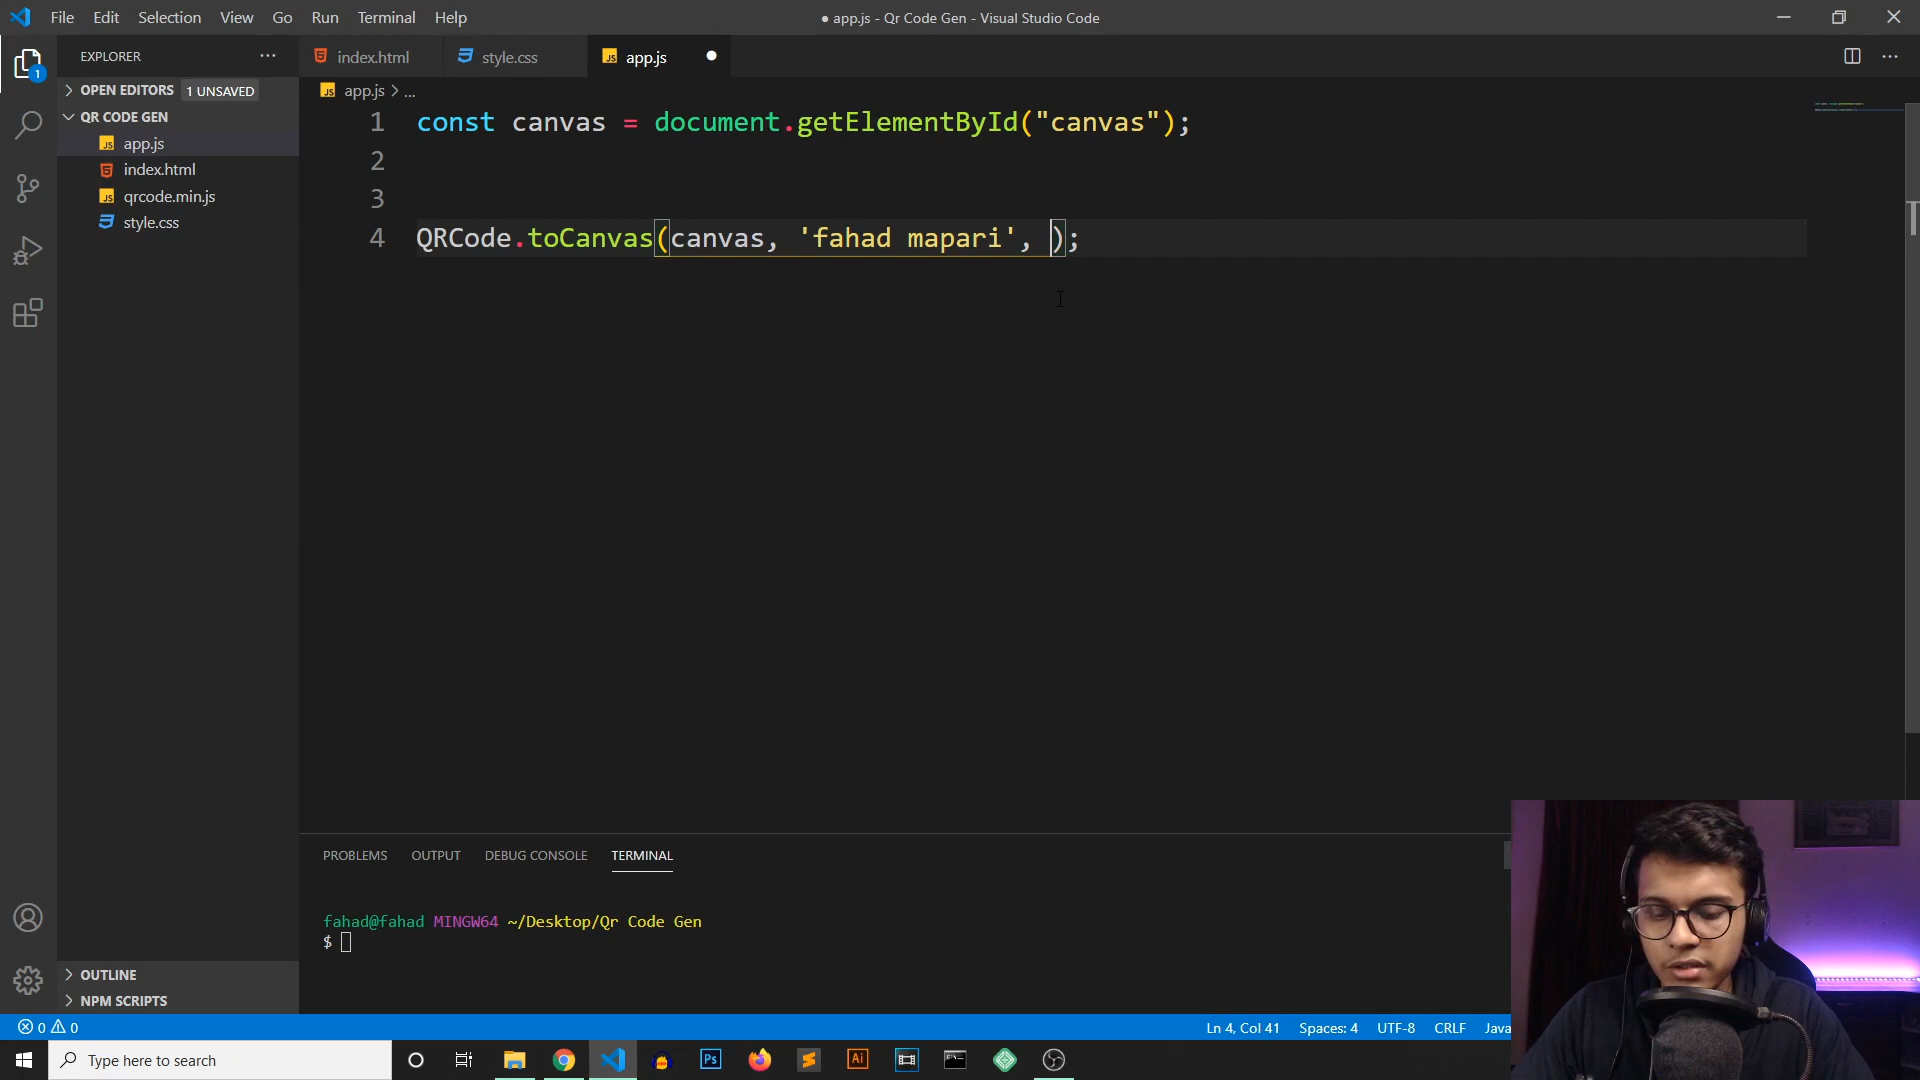 File Edit Selection View Go Run Terminal Help
● app.js - Qr Code Gen - Visual Studio Code
EXPLORER
index.html
style.css
app.js
OPEN EDITORS 1 UNSAVED
app.js > ...
QR CODE GEN
app.js
index.html
qrcode.min.js
style.css
1 const canvas = document.getElementById("canvas");
2
3
4 QRCode.toCanvas(canvas, 'fahad mapari', );
PROBLEMS OUTPUT DEBUG CONSOLE TERMINAL
fahad@fahad MINGW64 ~/Desktop/Qr Code Gen
$
OUTLINE
NPM SCRIPTS
1
0 0
Ln 4, Col 41 Spaces: 4 UTF-8 CRLF Java
Type here to search
Ps
Ai